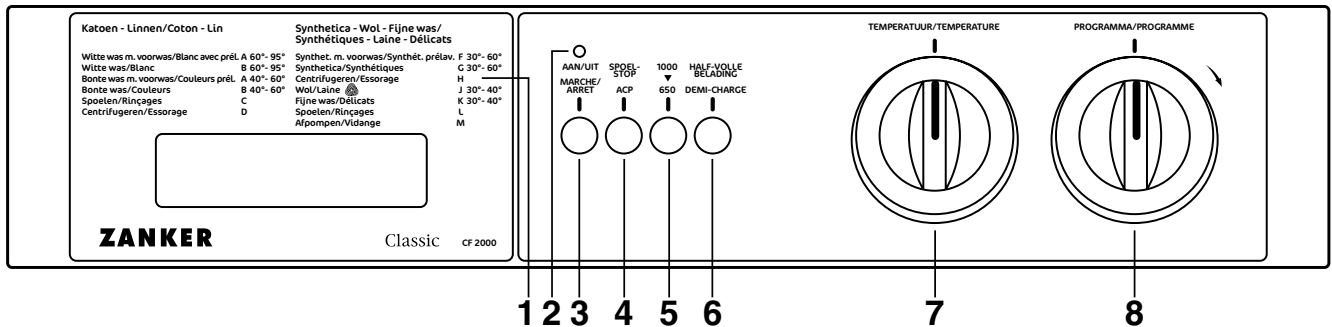 Katoen - Linnen/Coton - Lin
Witte was m. voorwas/Blanc avec prél. A 60°- 95°
Witte was/Blanc B 60°- 95°
Bonte was m. voorwas/Couleurs prél. A 40°- 60°
Bonte was/Couleurs B 40°- 60°
Spoelen/Rinçages C
Centrifugeren/Essorage D
Synthetica - Wol - Fijne was/
Synthétiques - Laine - Délicats
Synthet. m. voorwas/Synthét. prélav. F 30°- 60°
Synthetica/Synthétiques G 30°- 60°
Centrifugeren/Essorage H
Wol/Laine J 30°- 40°
Fijne was/Délicats K 30°- 40°
Spoelen/Rinçages L
Afpompen/Vidange M
ZANKER
Classic CF 2000
AAN/UIT
MARCHE/
ARRET
SPOEL-
STOP
ACP
1000
650
HALF-VOLLE
BELADING
DEMI-CHARGE
TEMPERATUUR/TEMPERATURE
PROGRAMMA/PROGRAMME
1 2 3 4 5 6 7 8